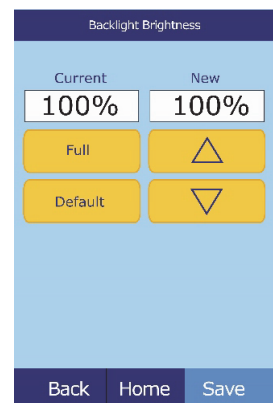 Backlight Brightness
Current New
100% 100%
Full
Default
Back Home Save